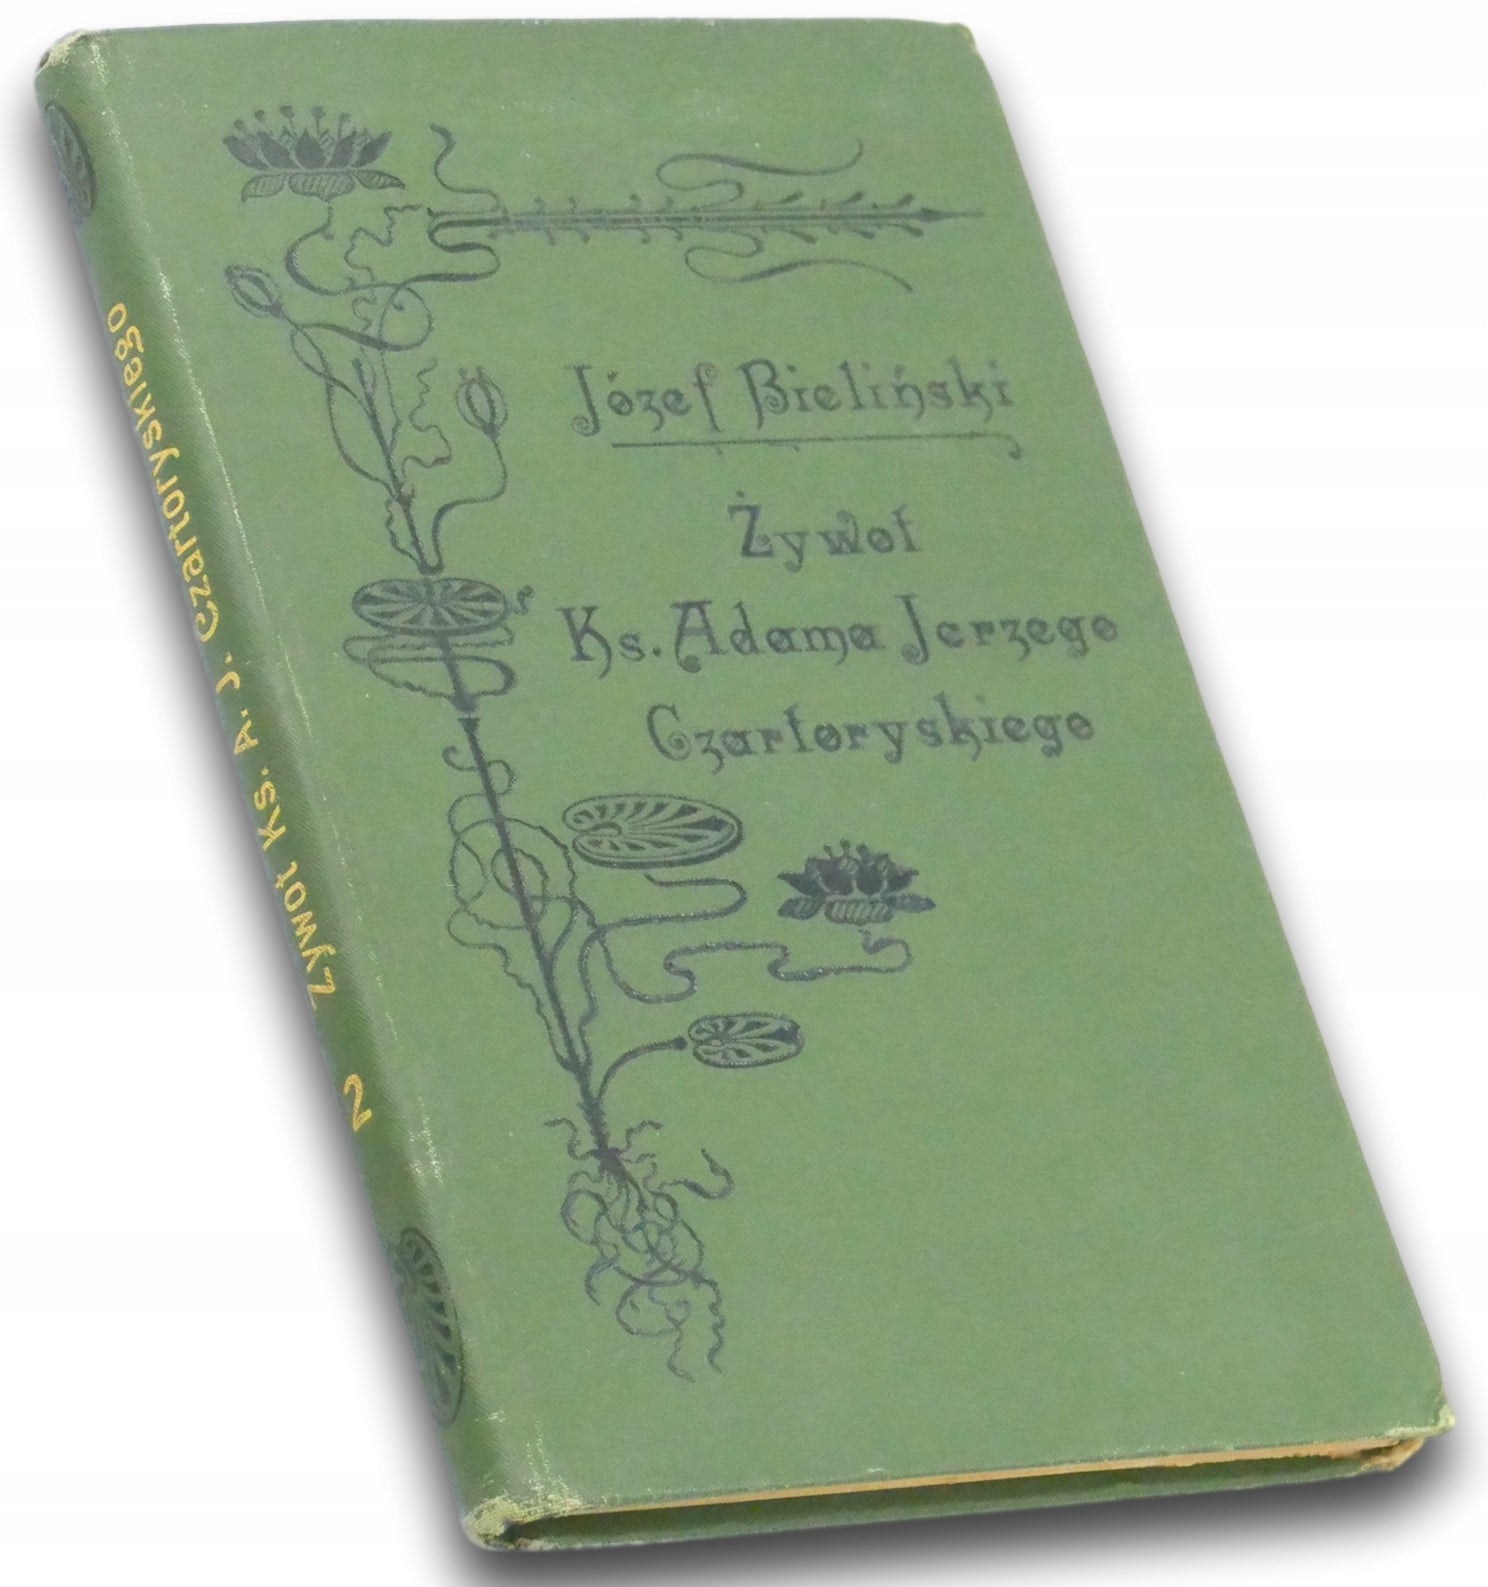 Józef Bieliński
Żywot
Ks. Adama Jerzego
Czartoryskiego
2 Żywot Ks. A. J. Czartoryskiego